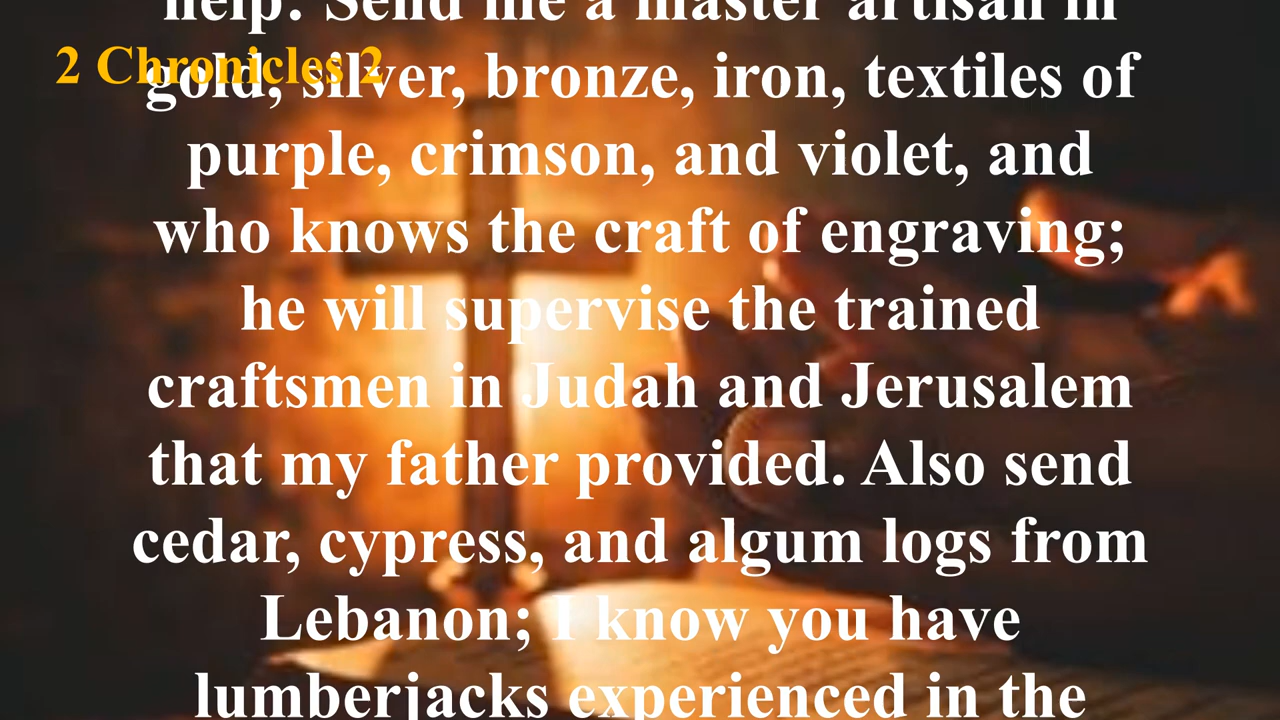 help. Send me a master artisan in
2 Chronicles 2
gold, silver, bronze, iron, textiles of
purple, crimson, and violet, and
who knows the craft of engraving;
he will supervise the trained
craftsmen in Judah and Jerusalem
that my father provided. Also send
cedar, cypress, and algum logs from
Lebanon; I know you have
lumberjacks experienced in the